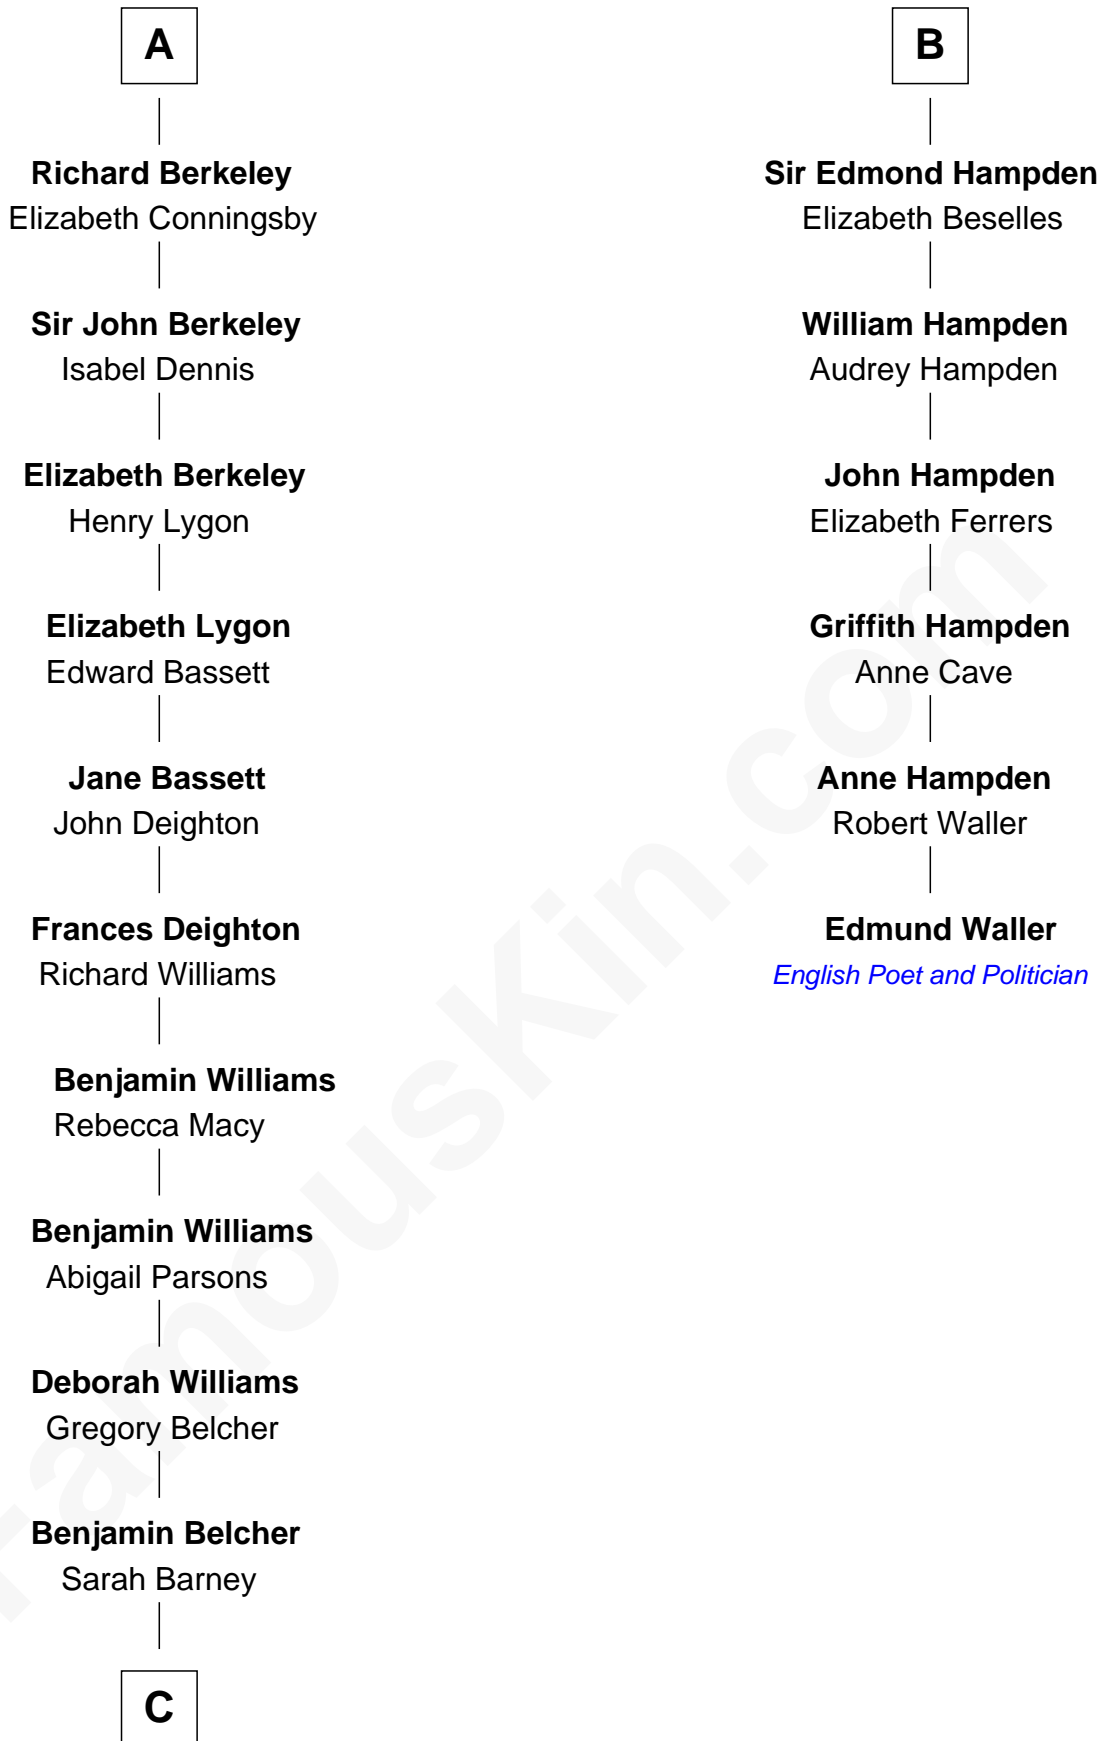 A
Richard Berkeley
Elizabeth Conningsby
Sir John Berkeley
Isabel Dennis
Elizabeth Berkeley
Henry Lygon
Elizabeth Lygon
Edward Bassett
Jane Bassett
John Deighton
Frances Deighton
Richard Williams
Benjamin Williams
Rebecca Macy
Benjamin Williams
Abigail Parsons
Deborah Williams
Gregory Belcher
Benjamin Belcher
Sarah Barney
C
B
Sir Edmond Hampden
Elizabeth Beselles
William Hampden
Audrey Hampden
John Hampden
Elizabeth Ferrers
Griffith Hampden
Anne Cave
Anne Hampden
Robert Waller
Edmund Waller
English Poet and Politician
FamousKin.com